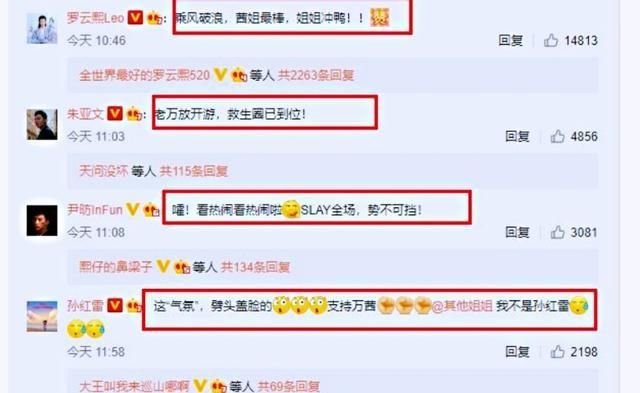 罗云熙Leo：乘风破浪，茜姐最棒，姐姐冲鸭！！
今天 10:46 回复 14813
全世界最好的罗云熙520 等人 共2263条回复
朱亚文：老万放开游，救生圈已到位！
今天 11:03 回复 4856
天问没坏 等人 共115条回复
尹昉InFun：嚯！看热闹看热闹啦SLAY全场，势不可挡！
今天 11:08 回复 3081
熙仔的鼻梁子 等人 共134条回复
孙红雷：这“气氛”，劈头盖脸的支持万茜@其他姐姐 我不是孙红雷
今天 11:58 回复 2198
大王叫我来巡山嘟啊 等人 共69条回复